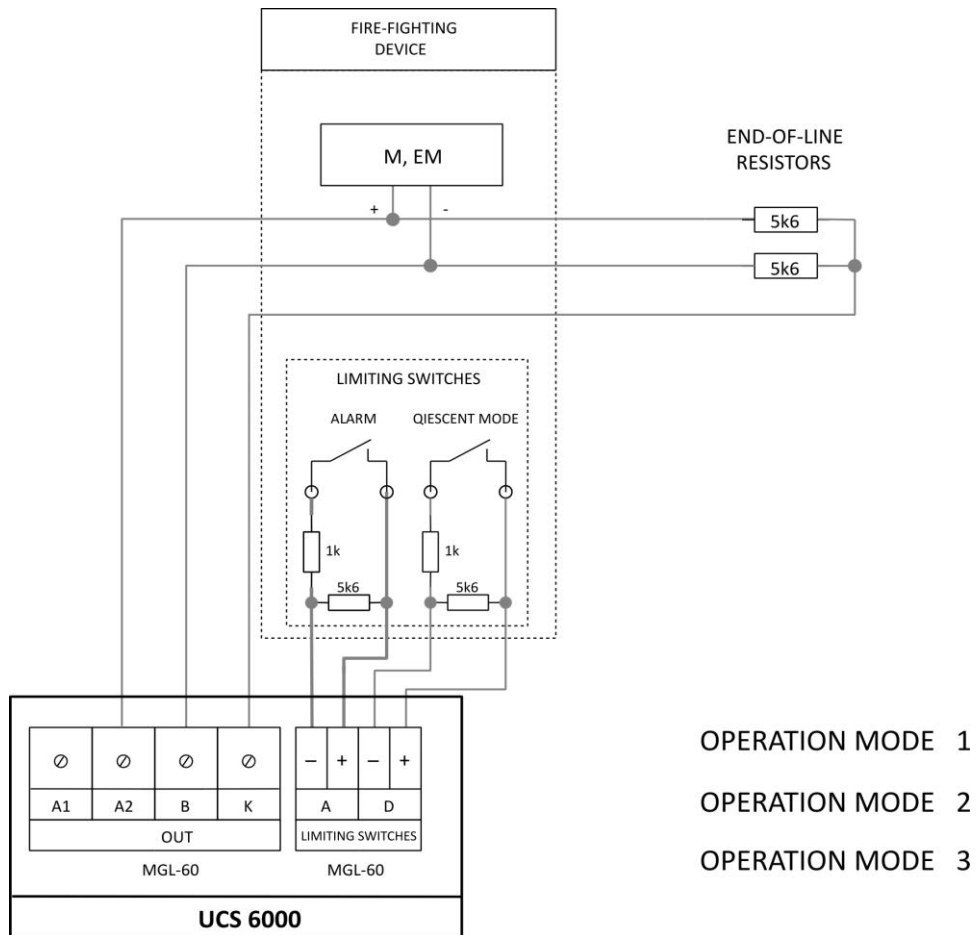 FIRE-FIGHTING
DEVICE
M, EM
END-OF-LINE
RESISTORS
+ -
5k6
5k6
LIMITING SWITCHES
ALARM QIESCENT MODE
1k 1k
5k6 5k6
– + – +
A1 A2 B K A D
OUT LIMITING SWITCHES
MGL-60 MGL-60
UCS 6000
OPERATION MODE 1
OPERATION MODE 2
OPERATION MODE 3